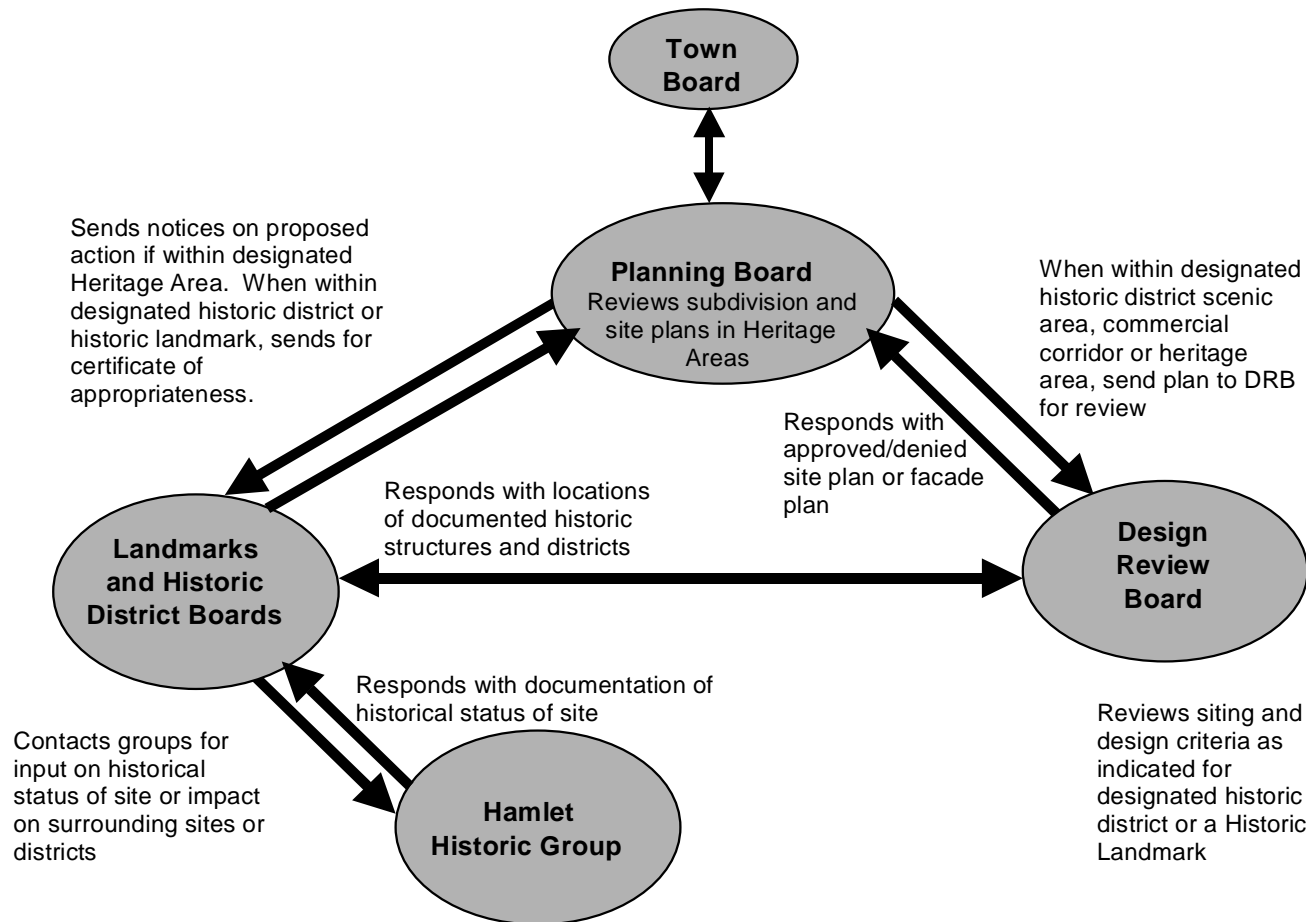 Town
Board
Sends notices on proposed
action if within designated
Heritage Area.  When within
designated historic district or
historic landmark, sends for
certificate of
appropriateness.
Planning Board
Reviews subdivision and
site plans in Heritage
Areas
When within designated
historic district scenic
area, commercial
corridor or heritage
area, send plan to DRB
for review
Responds with
approved/denied
site plan or facade
plan
Responds with locations
of documented historic
structures and districts
Landmarks
and Historic
District Boards
Design
Review
Board
Responds with documentation of
historical status of site
Contacts groups for
input on historical
status of site or impact
on surrounding sites or
districts
Hamlet
Historic Group
Reviews siting and
design criteria as
indicated for
designated historic
district or a Historic
Landmark